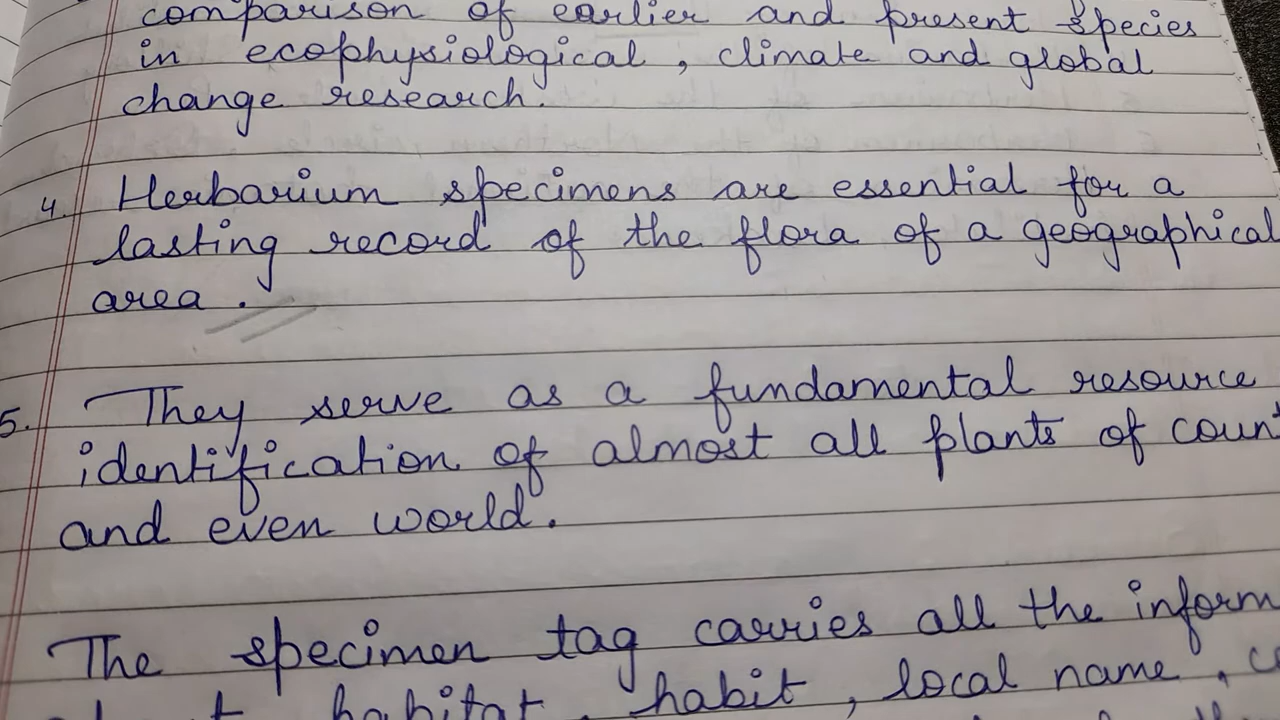 comparison of earlier and present species
in ecophysiological, climate and global
change research.
4. Herbarium specimens are essential for a
lasting record of the flora of a geographical
area.
5. They serve as a fundamental resource
identification of almost all plants of coun
and even world.
The specimen tag carries all the inform
habitat, habit, local name, c